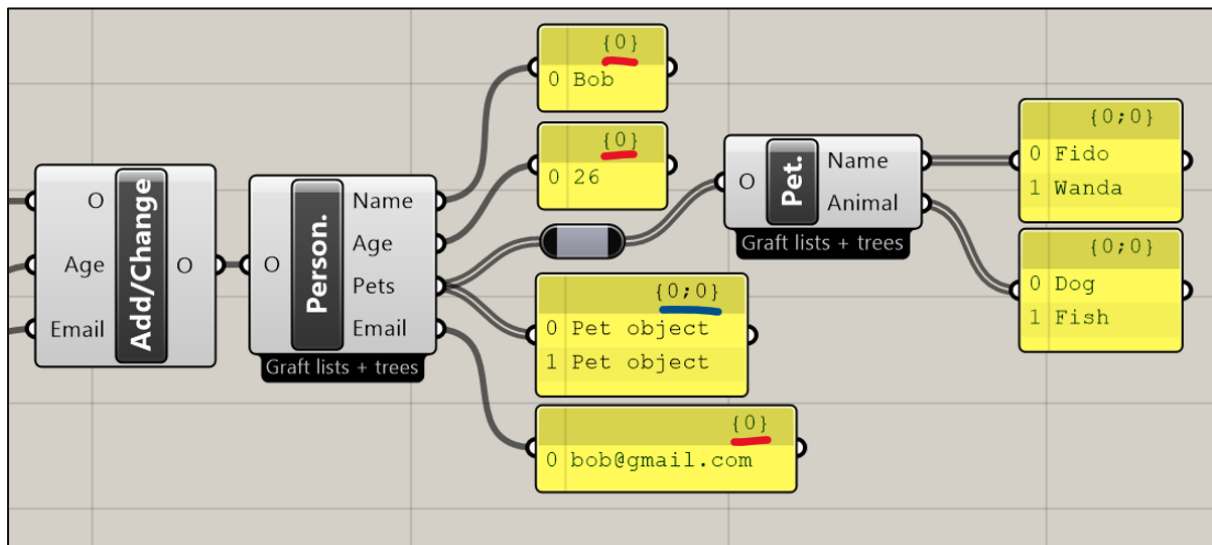 O
Age
Email
Add/Change
O
O
Person.
Name
Age
Pets
Email
Graft lists + trees
{0}
0 Bob
{0}
0 26
{0;0}
0 Pet object
1 Pet object
{0}
0 bob@gmail.com
O
Pet.
Name
Animal
Graft lists + trees
{0;0}
0 Fido
1 Wanda
{0;0}
0 Dog
1 Fish